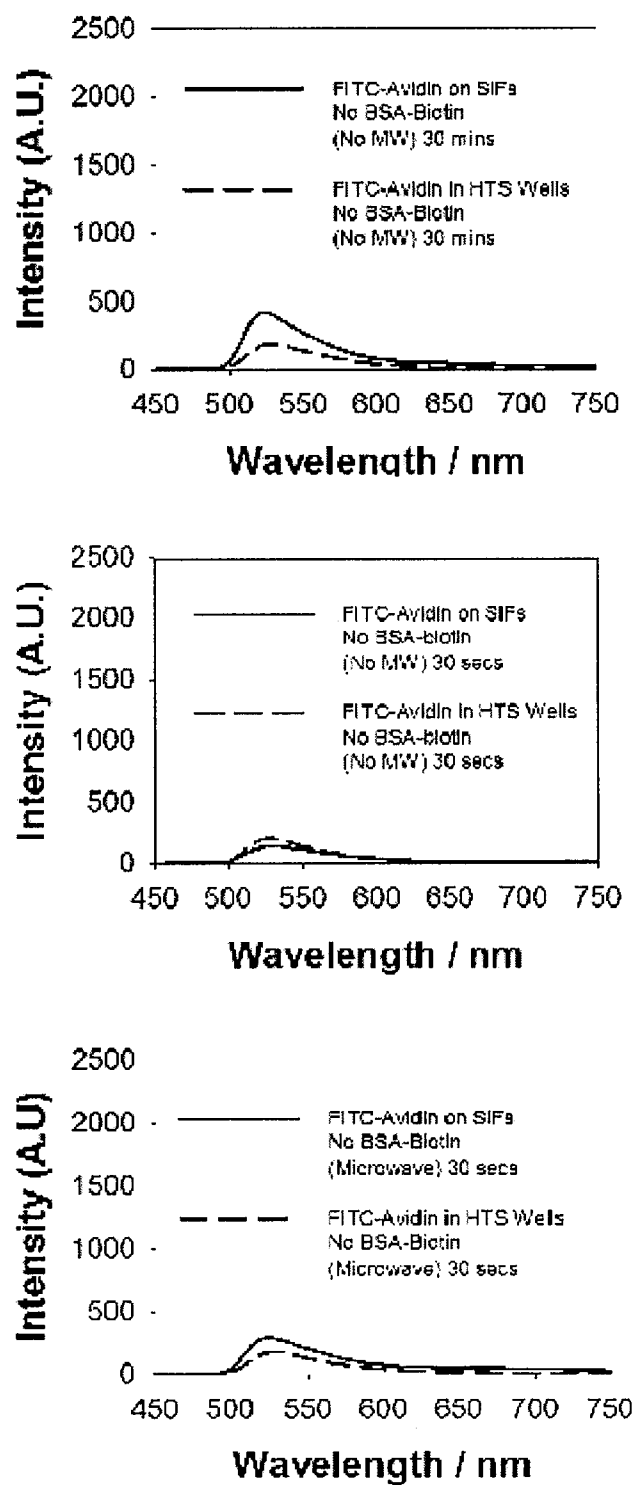 2500
2000
1500
1000
500
0
Intensity (A.U.)
FITC-Avidin on SiFs
No BSA-Biotin
(No MW) 30 mins
FITC-Avidin in HTS Wells
No BSA-Biotin
(No MW) 30 mins
450 500 550 600 650 700 750
Wavelength / nm
2500
2000
1500
1000
500
0
Intensity (A.U.)
FITC-Avidin on SiFs
No BSA-biotin
(No MW) 30 secs
FITC-Avidin in HTS Wells
No BSA-biotin
(No MW) 30 secs
450 500 550 600 650 700 750
Wavelength / nm
2500
2000
1500
1000
500
0
Intensity (A.U)
FITC-Avidin on SiFs
No BSA-Biotin
(Microwave) 30 secs
FITC-Avidin in HTS Wells
No BSA-Biotin
(Microwave) 30 secs
450 500 550 600 650 700 750
Wavelength / nm